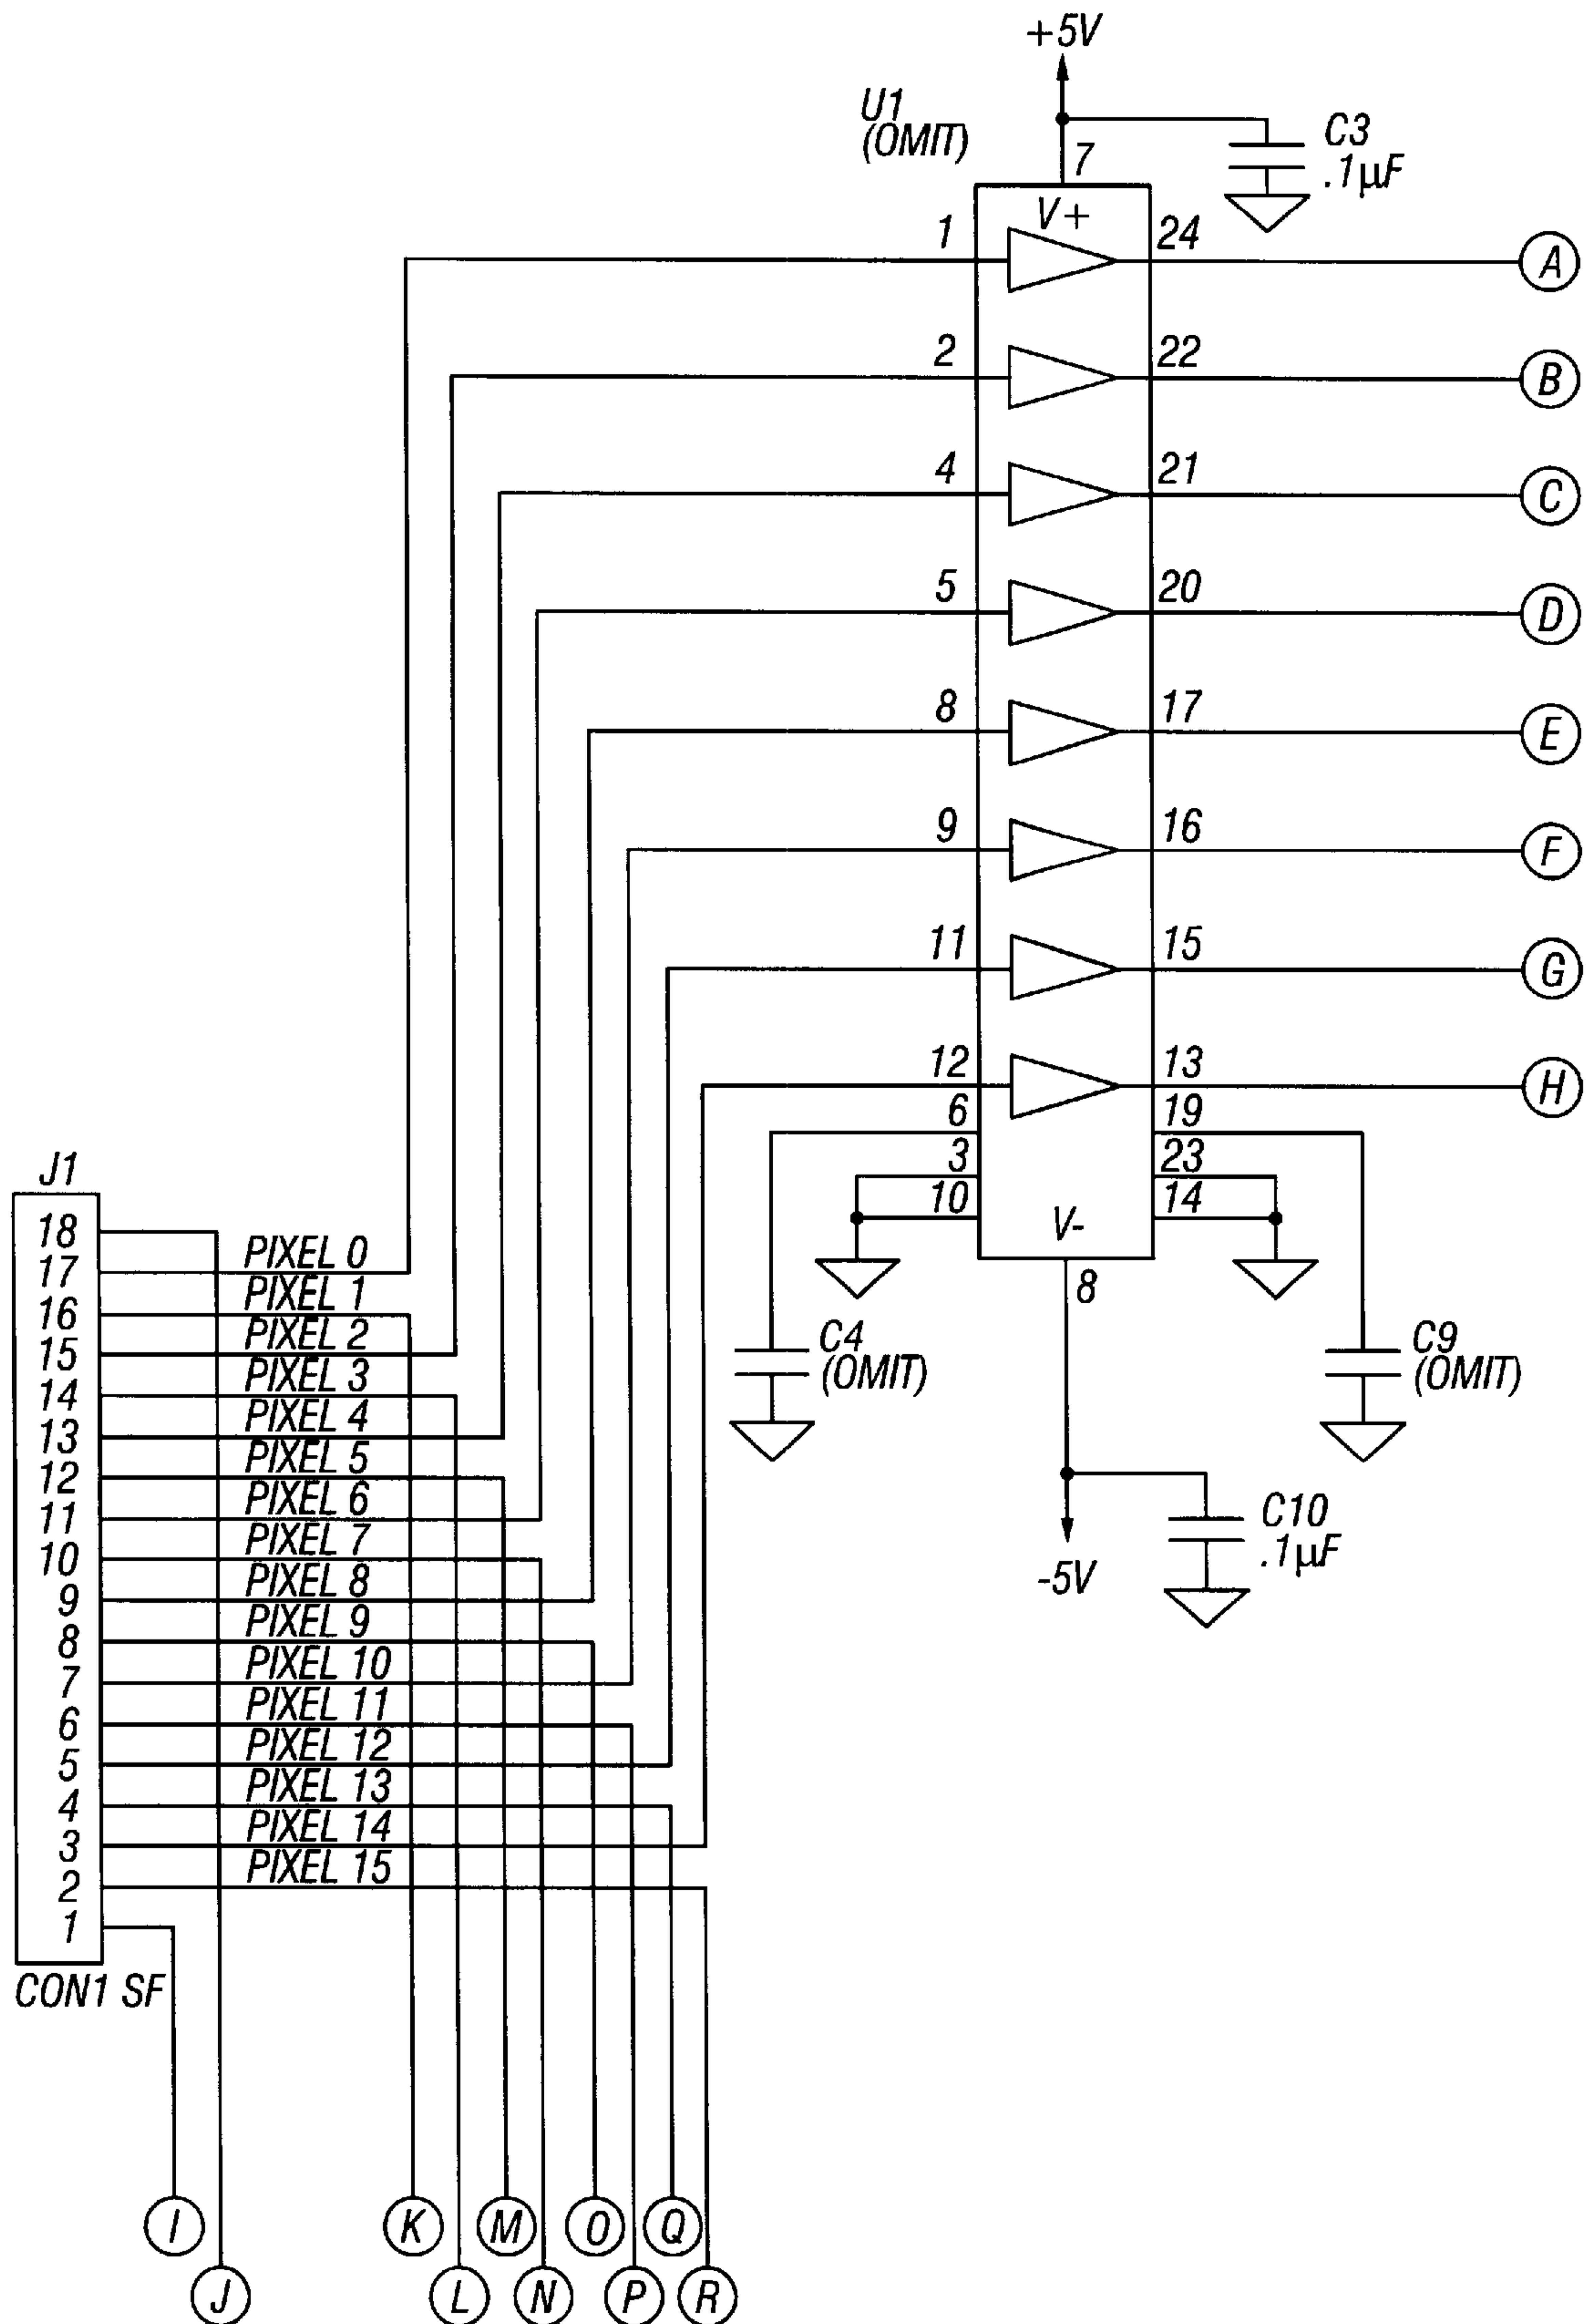 +5V
U1
(OMIT)
7
C3
.1µF
V+
1
24
A
2
22
B
4
21
C
5
20
D
8
17
E
9
16
F
11
15
G
12
13
H
6
19
3
23
10
14
V-
8
C4
(OMIT)
C9
(OMIT)
C10
.1µF
-5V
J1
18
17 PIXEL 0
16 PIXEL 1
15 PIXEL 2
14 PIXEL 3
13 PIXEL 4
12 PIXEL 5
11 PIXEL 6
10 PIXEL 7
9 PIXEL 8
8 PIXEL 9
7 PIXEL 10
6 PIXEL 11
5 PIXEL 12
4 PIXEL 13
3 PIXEL 14
2 PIXEL 15
1
CON1 SF
I K M O Q
J L N P R